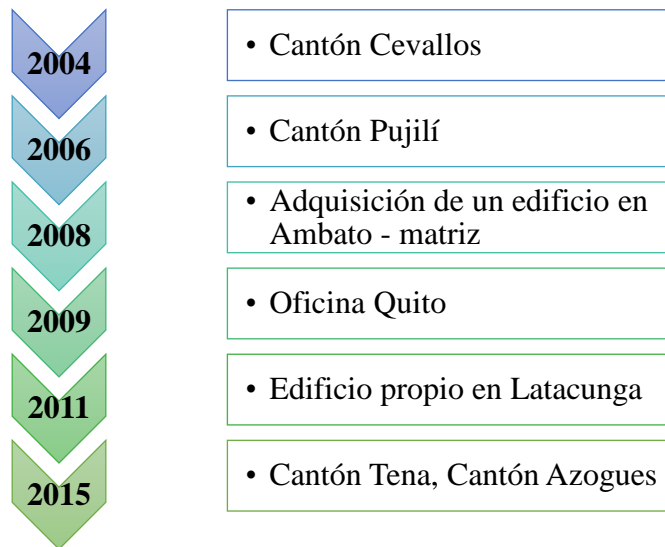 2004
• Cantón Cevallos
2006
• Cantón Pujilí
2008
• Adquisición de un edificio en
Ambato - matriz
2009
• Oficina Quito
2011
• Edificio propio en Latacunga
2015
• Cantón Tena, Cantón Azogues